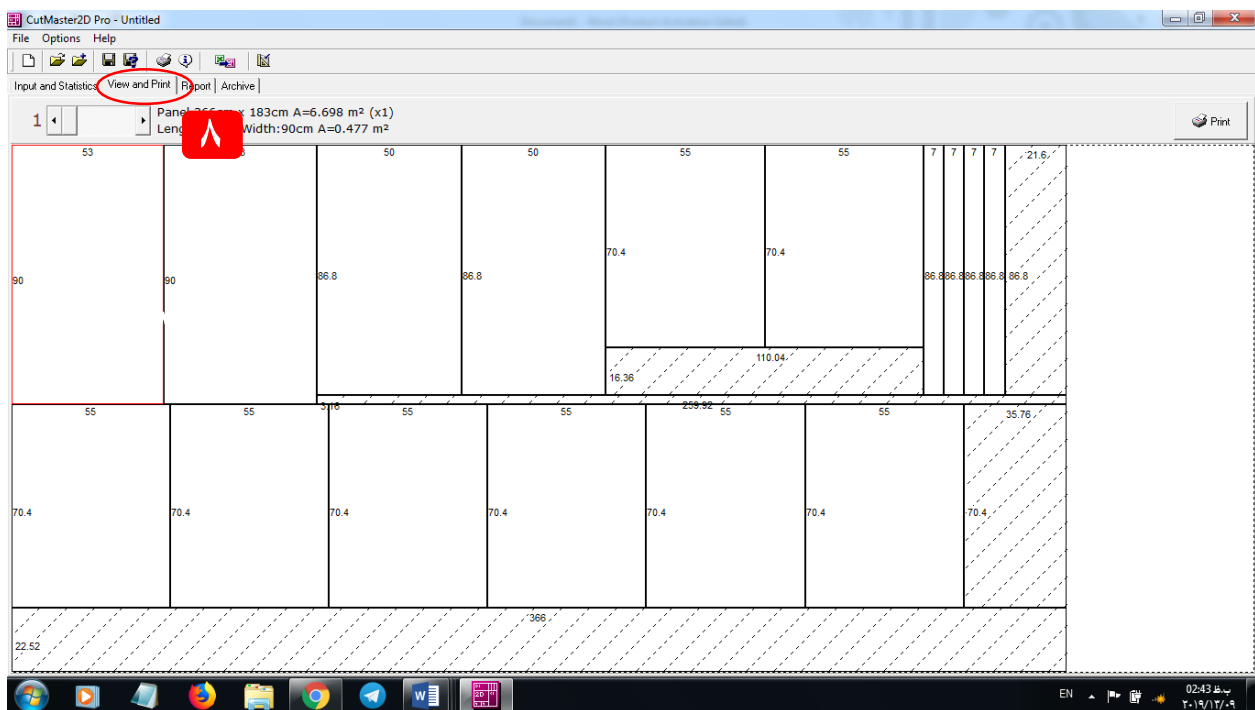 CutMaster2D Pro - Untitled
File Options Help
Input and Statistics View and Print Report Archive
1 Panel 366cm x 183cm A=6.698 m² (x1)
Width:90cm A=0.477 m²
Print
۸
53 50 50 55 55 7 7 7 7 21.6
70.4 70.4
90 90 86.8 86.8 86.8 86.8 86.8 86.8 86.8
110.04
16.36
3.16 259.92
55 55 55 55 55 55 35.76
70.4 70.4 70.4 70.4 70.4 70.4 70.4
366
22.52
EN 02:43 ب.ظ
۲۰۱۹/۱۲/۰۹